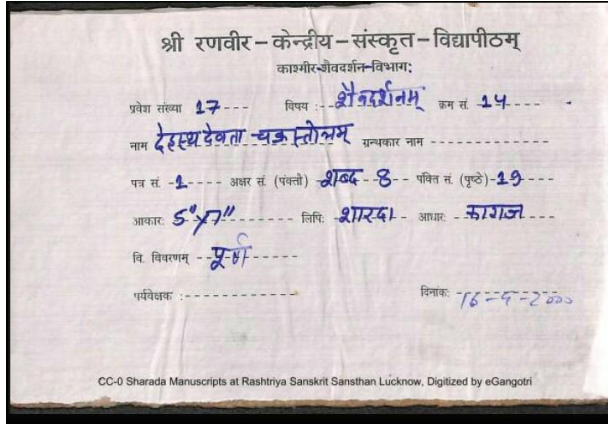 श्री रणवीर – केन्द्रीय – संस्कृत – विद्यापीठम्
काश्मीर-शैवदर्शन-विभागः
प्रवेश संख्या 17---- विषय :-- शैवदर्शनम् क्रम सं. 14----
नाम देहस्थदेवता चक्रस्तोत्रम् ग्रन्थकार नाम ---------------
पत्र सं. -1----- अक्षर सं. (पंक्तौ) -शब्द--8-- पंक्ति सं. (पृष्ठे)-19---
आकारः 5"x7"------ लिपिः -शारदा-- आधारः -कागज----
वि. विवरणम् --पूर्ण------
पर्यवेक्षक :-------------- दिनांकः -16-5-2000
CC-0 Sharada Manuscripts at Rashtriya Sanskrit Sansthan Lucknow, Digitized by eGangotri